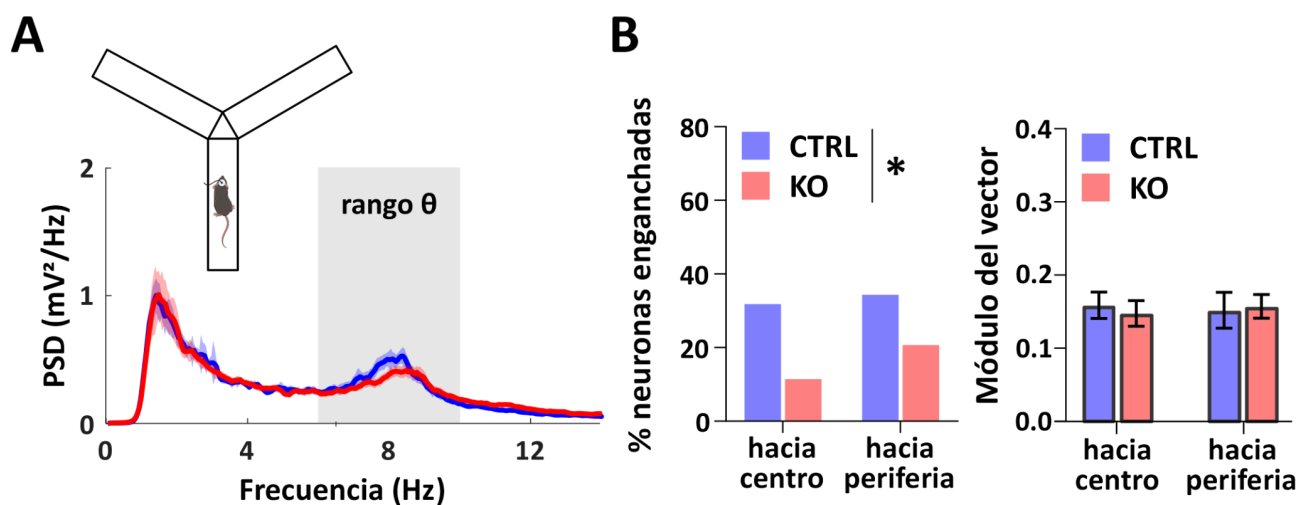 A
rango θ
PSD (mV²/Hz)
2
1
0
0
4
8
12
Frecuencia (Hz)
B
% neuronas enganchadas
80
60
40
20
0
CTRL
KO
*
hacia
centro
hacia
periferia
Módulo del vector
0.4
0.3
0.2
0.1
0.0
CTRL
KO
hacia
centro
hacia
periferia